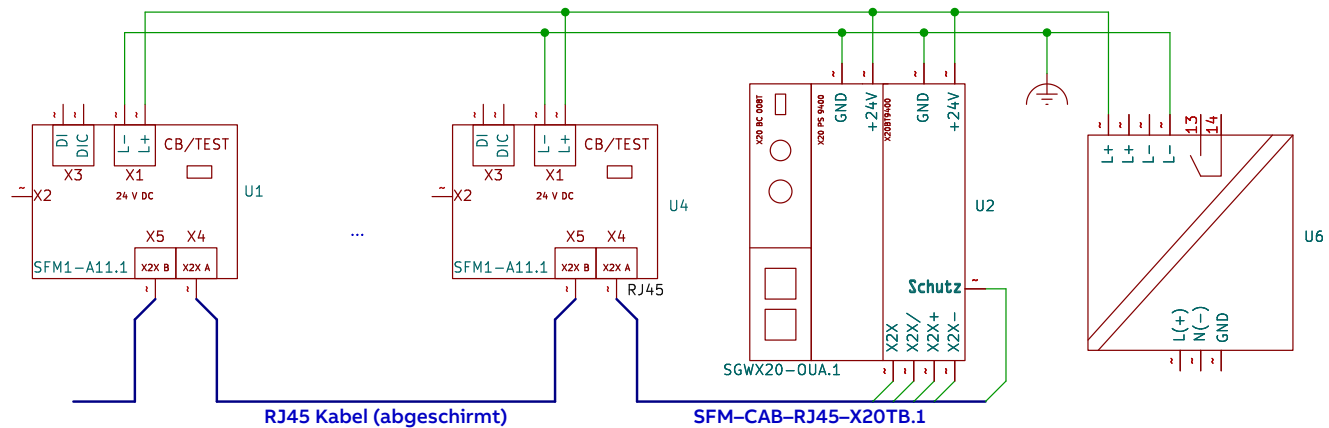 DI
DIC
X3
L-
L+
X1
CB/TEST
24 V DC
X2
U1
X5
X4
SFM1-A11.1
X2X B
X2X A
...
DI
DIC
X3
L-
L+
X1
CB/TEST
24 V DC
X2
U4
X5
X4
SFM1-A11.1
X2X B
X2X A
RJ45
X20 BC 00BT
X20 PS 9400
X20BT9400
GND
+24V
GND
+24V
U2
Schutz
X2X
X2X/
X2X+
X2X-
SGWX20-OUA.1
L+
L+
L-
L-
13
14
U6
L(+)
N(-)
GND
RJ45 Kabel (abgeschirmt)
SFM–CAB–RJ45–X20TB.1